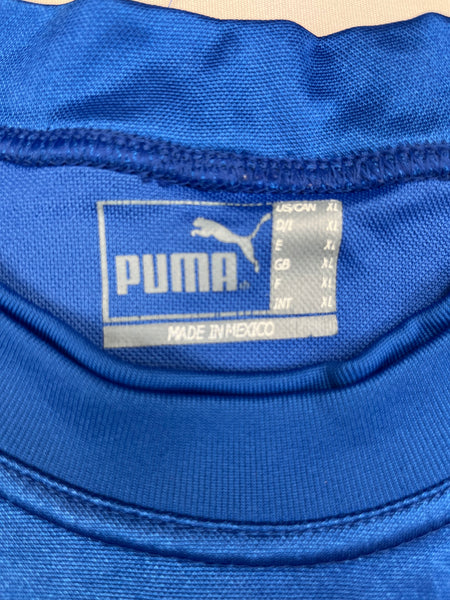 PUMA
US/CAN XL
D/I XL
E XL
GB XL
F XL
INT XL
MADE IN MEXICO